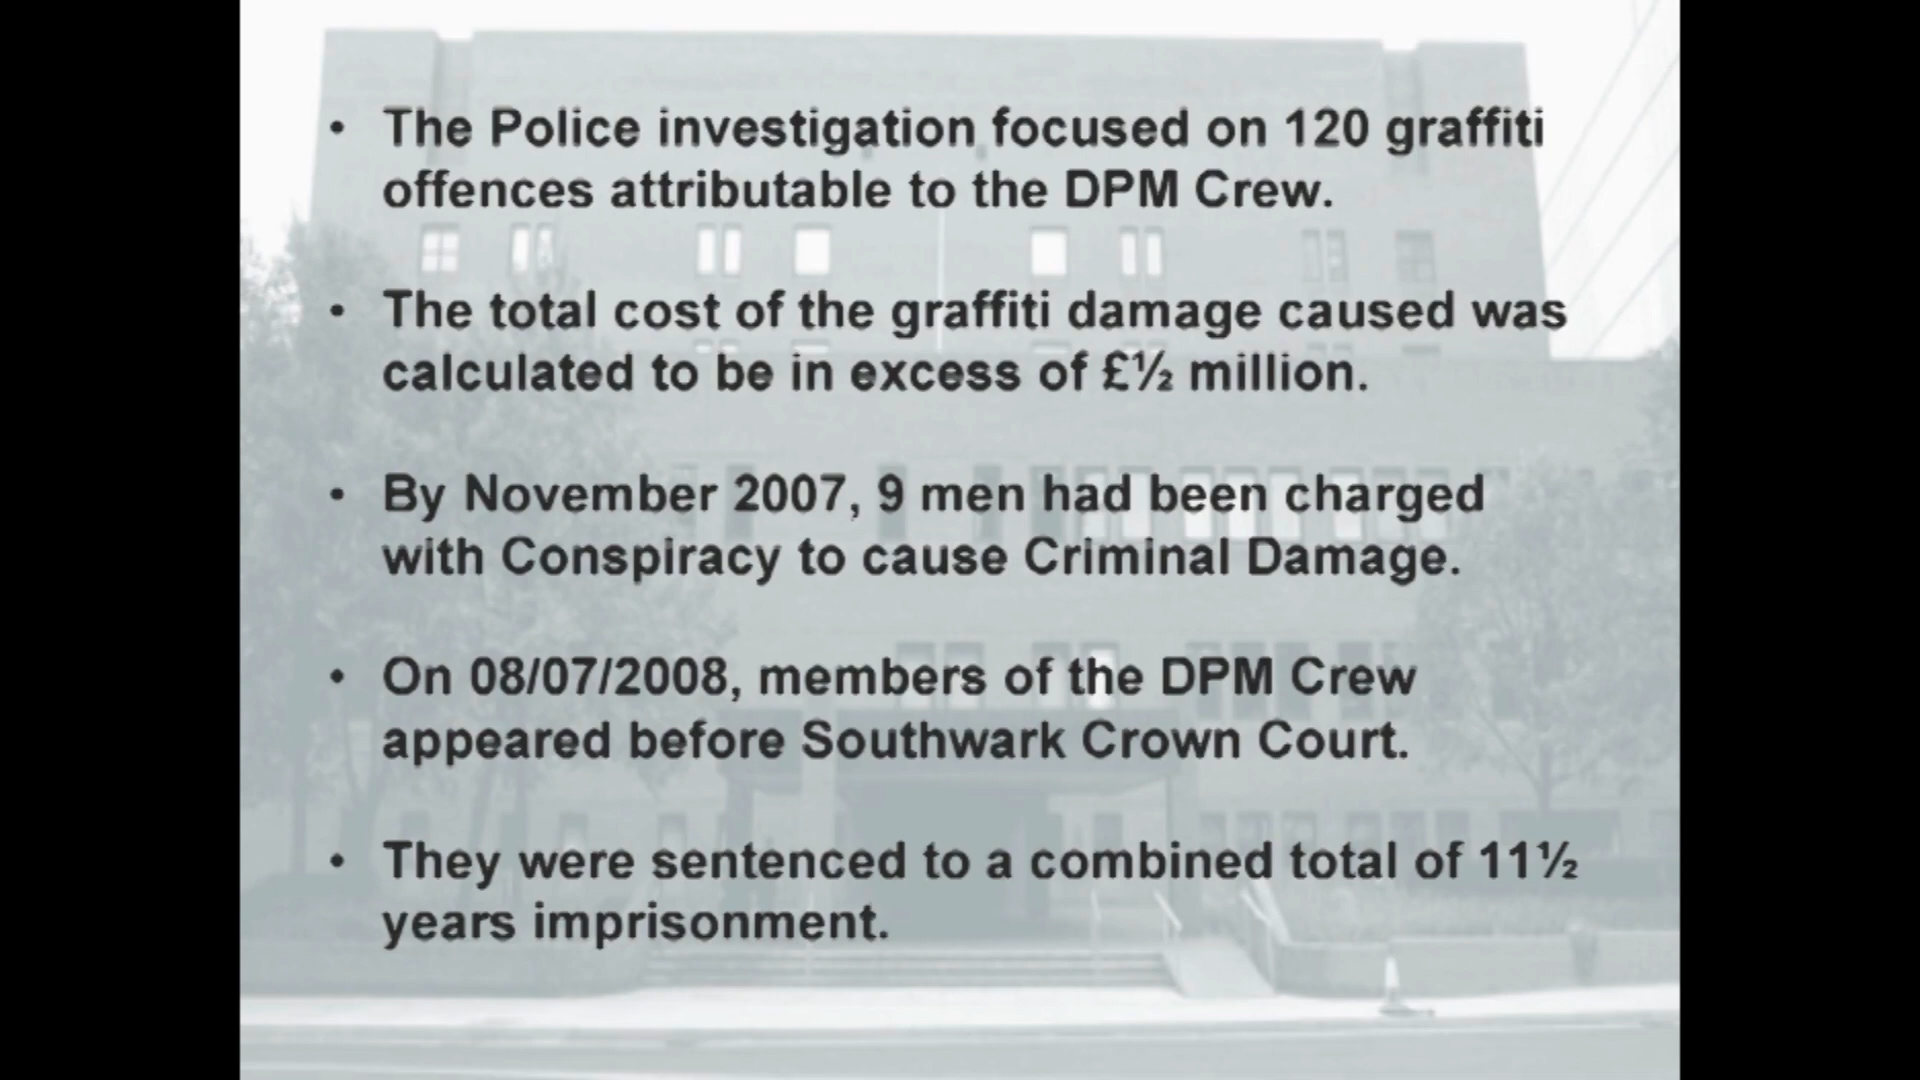 • The Police investigation focused on 120 graffiti
offences attributable to the DPM Crew.
• The total cost of the graffiti damage caused was
calculated to be in excess of £½ million.
• By November 2007, 9 men had been charged
with Conspiracy to cause Criminal Damage.
• On 08/07/2008, members of the DPM Crew
appeared before Southwark Crown Court.
• They were sentenced to a combined total of 11½
years imprisonment.